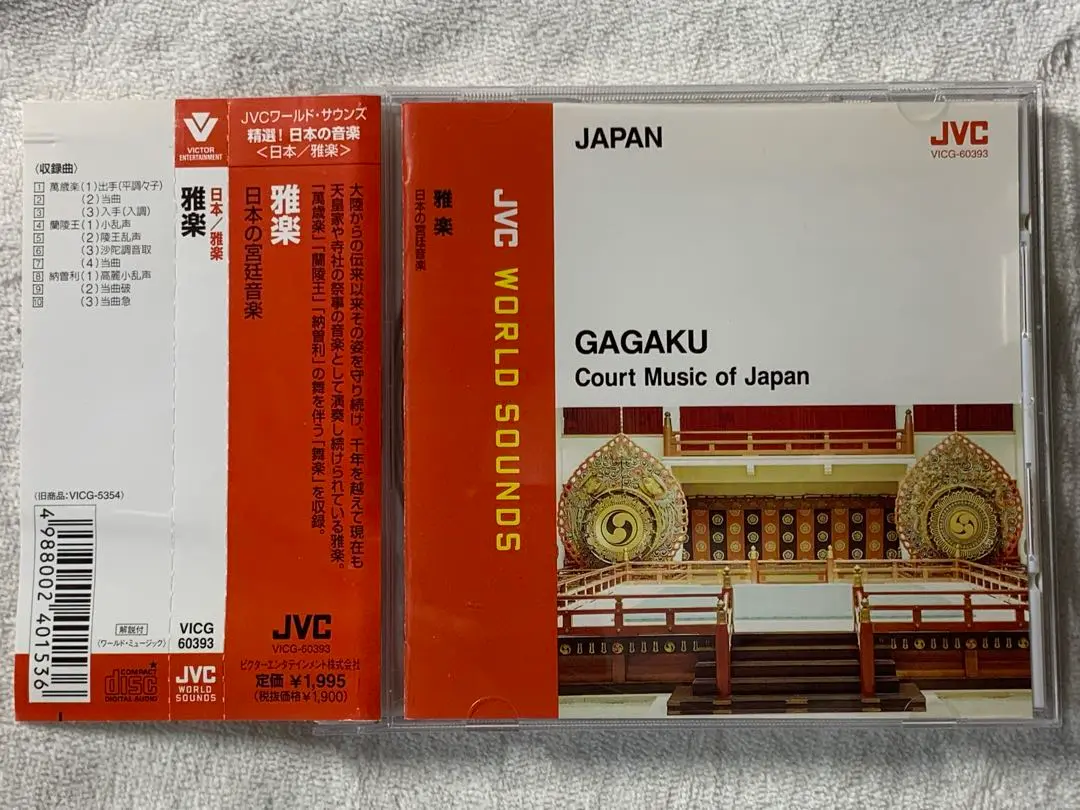 〈収録曲〉
1 萬歳楽(1)出手(平調々子)
2 (2)当曲
3 (3)入手(入調)
4 蘭陵王(1)小乱声
5 (2)陵王乱声
6 (3)沙陀調音取
7 (4)当曲
8 納曽利(1)高麗小乱声
9 (2)当曲破
10 (3)当曲急
(旧商品:VICG-5354)
4988002401536
解説付
〈ワールド・ミュージック〉
COMPACT
disc
DIGITAL AUDIO
VICTOR
ENTERTAINMENT
日本/雅楽
雅楽
VICG
60393
JVC
WORLD
SOUNDS
JVCワールド・サウンズ
精選!日本の音楽
<日本/雅楽>
大陸からの伝来以来その姿を守り続け、千年を越えて現在も
天皇家や寺社の祭事の音楽として演奏し続けられている雅楽。
「萬歳楽」「蘭陵王」「納曽利」の舞を伴う「舞楽」を収録。
雅楽
日本の宮廷音楽
JVC
VICG-60393
ビクターエンタテインメント株式会社
定価 ¥1,995
(税抜価格¥1,900)
JVC WORLD SOUNDS
雅楽
日本の宮廷音楽
JAPAN
JVC
VICG-60393
GAGAKU
Court Music of Japan